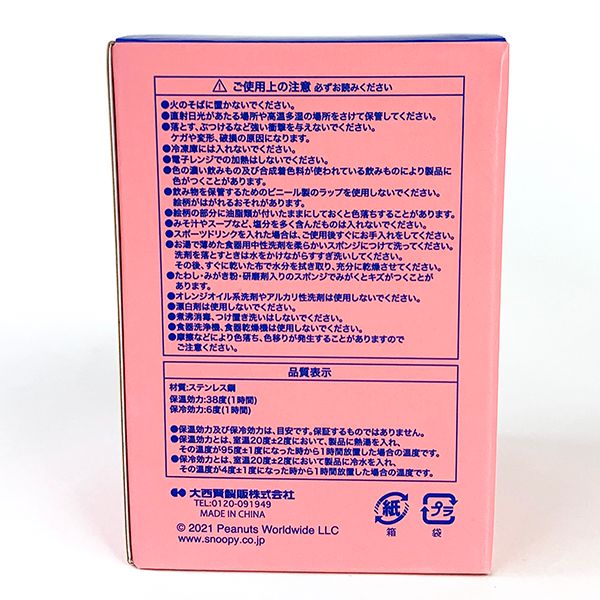 ⚠ ご使用上の注意 必ずお読みください
●火のそばに置かないでください。
●直射日光があたる場所や高温多湿の場所をさけて保管してください。
●落とす、ぶつけるなど強い衝撃を与えないでください。
ケガや変形、破損の原因になります。
●冷凍庫には入れないでください。
●電子レンジでの加熱はしないでください。
●色の濃い飲みもの及び合成着色料が使われている飲みものにより製品に
色がつくことがあります。
●飲み物を保管するためのビニール製のラップを使用しないでください。
絵柄がはがれるおそれがあります。
●絵柄の部分に油脂類が付いたままにしておくと色落ちすることがあります。
●みそ汁やスープなど、塩分を多く含んだものは入れないでください。
●スポーツドリンクを入れた場合は、ご使用後すぐにお手入れをしてください。
●お湯で薄めた食器用中性洗剤を柔らかいスポンジにつけて洗ってください。
洗剤を落とすときは水をかけながらすすぎ洗いしてください。
その後、すぐに乾いた布で水分を拭き取り、充分に乾燥させてください。
●たわし・みがき粉・研磨剤入りのスポンジでみがくとキズがつくことが
あります。
●オレンジオイル系洗剤やアルカリ性洗剤は使用しないでください。
●漂白剤は使用しないでください。
●煮沸消毒、つけ置き洗いはしないでください。
●食器洗浄機、食器乾燥機は使用しないでください。
●摩擦などにより色落ち、色移りが発生することがありますので
ご注意ください。
品質表示
材質:ステンレス鋼
保温効力:38度(1時間)
保冷効力:6度(1時間)
●保温効力及び保冷効力は、目安です。保証するものではありません。
●保温効力とは、室温20度±2度において、製品に熱湯を入れ、
その温度が95度±1度になった時から1時間放置した場合の温度です。
●保冷効力とは、室温20度±2度において製品に冷水を入れ、
その温度が4度±1度になった時から1時間放置した場合の温度です。
大西賢製販株式会社
TEL:0120-091949
MADE IN CHINA
紙
箱
プラ
袋
© 2021 Peanuts Worldwide LLC
www.snoopy.co.jp